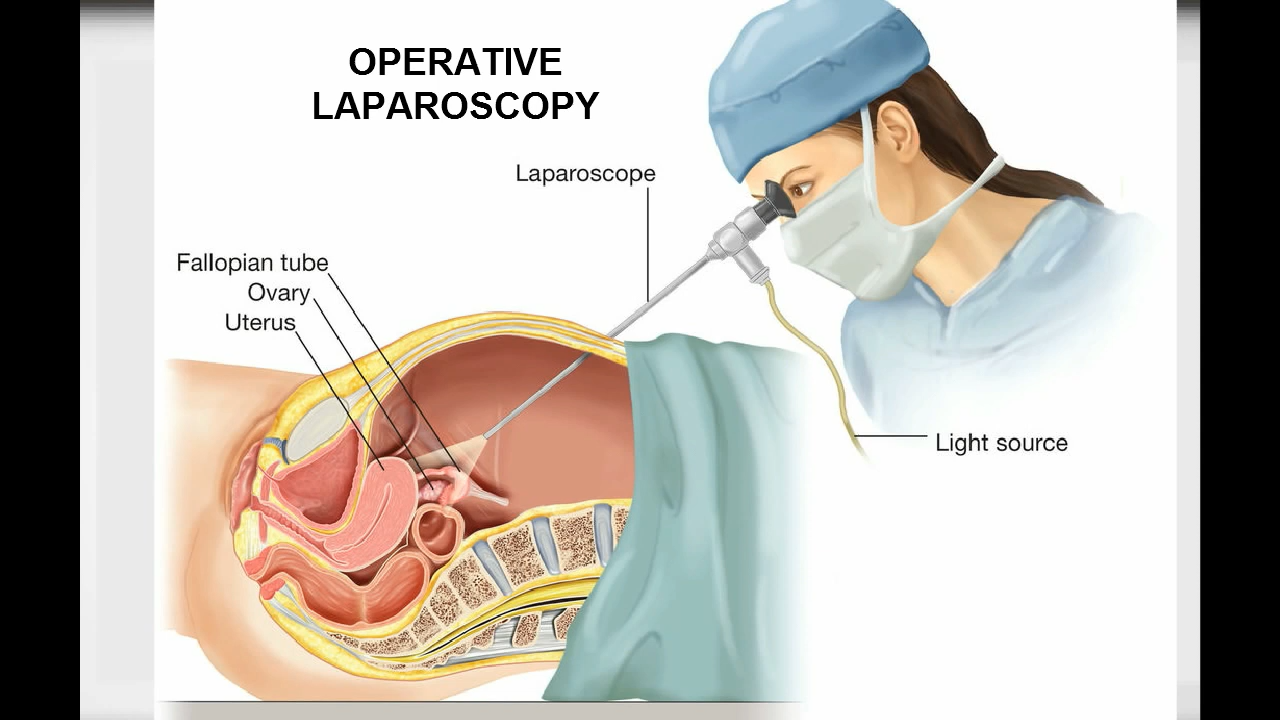 OPERATIVE
LAPAROSCOPY
Laparoscope
Fallopian tube
Ovary
Uterus
Light source